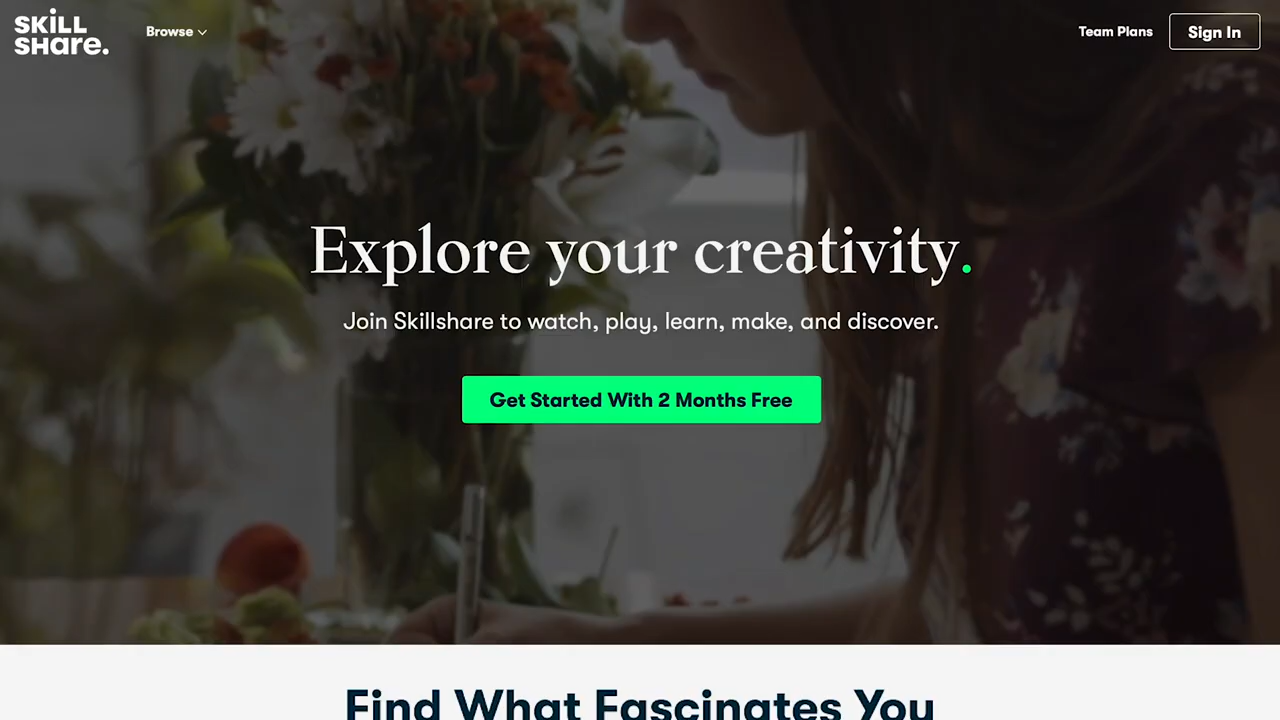 SKILL
SHare.
Browse
Team Plans
Sign In
Explore your creativity.
Join Skillshare to watch, play, learn, make, and discover.
Get Started With 2 Months Free
Find What Fascinates You